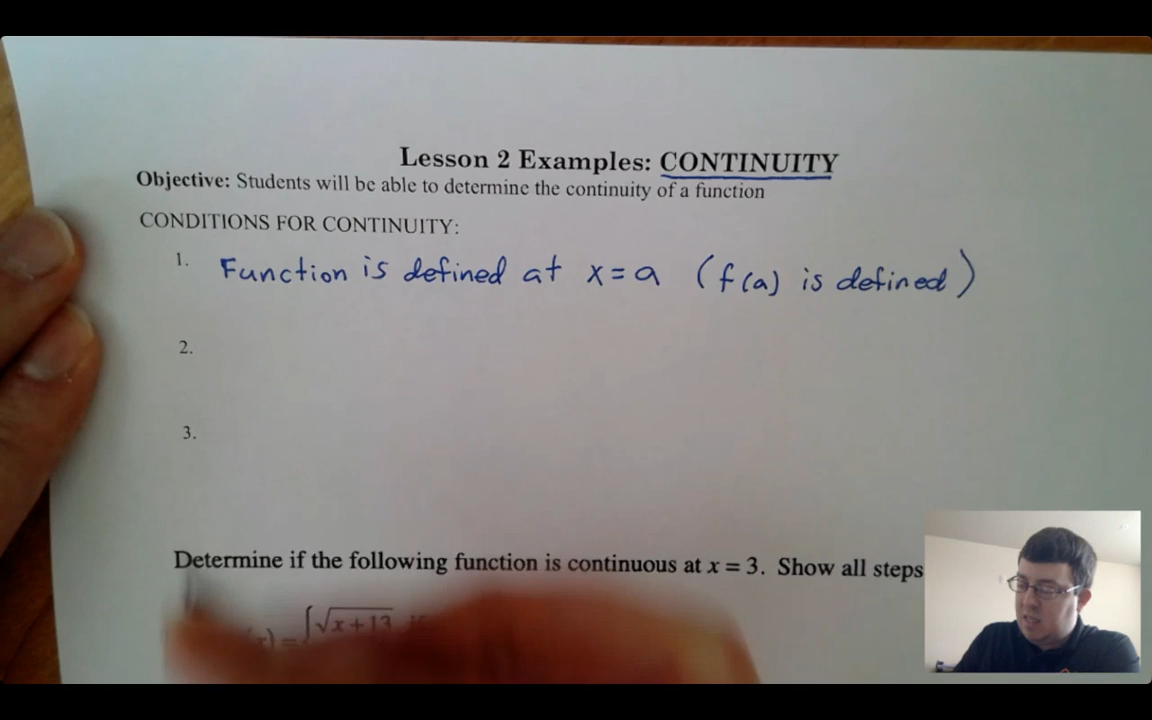 Lesson 2 Examples: CONTINUITY
Objective: Students will be able to determine the continuity of a function
CONDITIONS FOR CONTINUITY:
1. Function is defined at x = a (f(a) is defined)
2.
3.
Determine if the following function is continuous at x = 3. Show all steps
√x+13